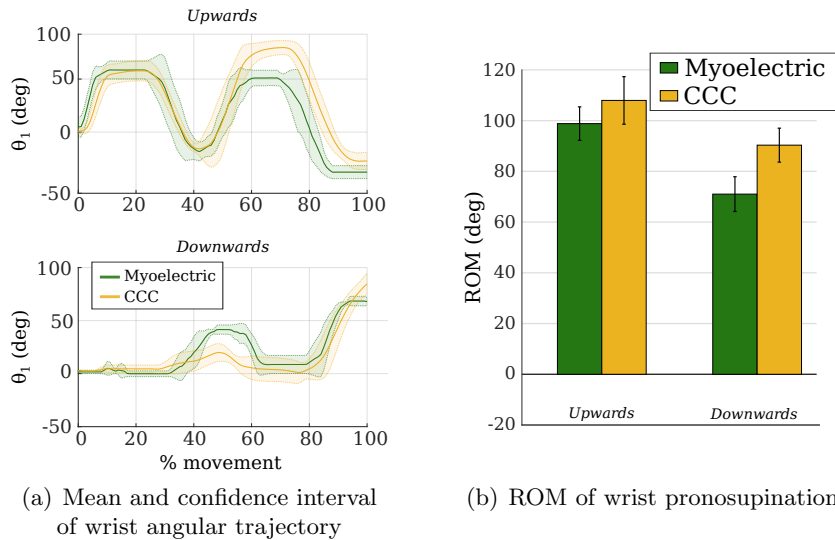 Upwards
100
50
0
-50
θ1 (deg)
0 20 40 60 80 100
Downwards
100
50
0
-50
θ1 (deg)
Myoelectric
CCC
0 20 40 60 80 100
% movement
(a) Mean and confidence interval
of wrist angular trajectory
Myoelectric
CCC
120
100
80
60
40
20
0
-20
ROM (deg)
Upwards Downwards
(b) ROM of wrist pronosupination